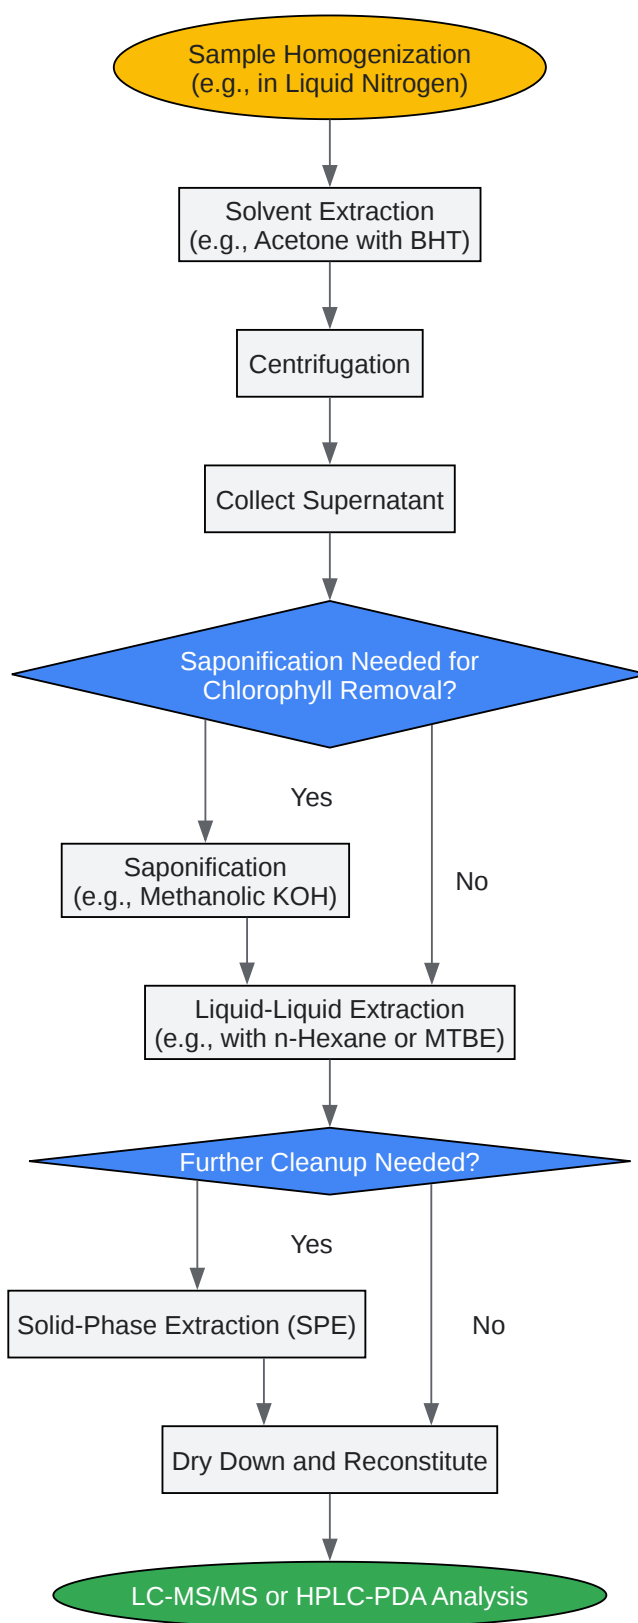 Sample Homogenization
(e.g., in Liquid Nitrogen)
Solvent Extraction
(e.g., Acetone with BHT)
Centrifugation
Collect Supernatant
Saponification Needed for
Chlorophyll Removal?
Yes
Saponification
(e.g., Methanolic KOH)
No
Liquid-Liquid Extraction
(e.g., with n-Hexane or MTBE)
Further Cleanup Needed?
Yes
Solid-Phase Extraction (SPE)
No
Dry Down and Reconstitute
LC-MS/MS or HPLC-PDA Analysis